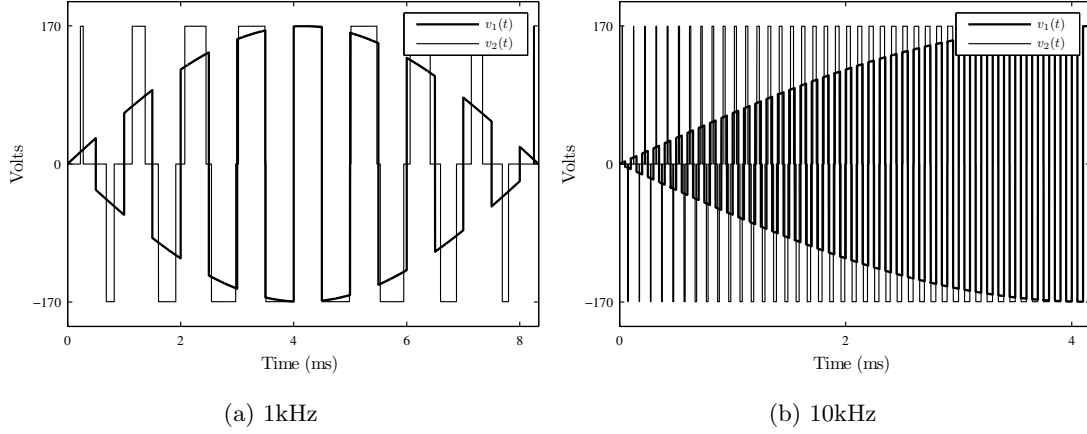 170
0
−170
Volts
0
2
4
6
8
Time (ms)
v₁(t)
v₂(t)
(a) 1kHz
170
0
−170
Volts
0
2
4
Time (ms)
v₁(t)
v₂(t)
(b) 10kHz